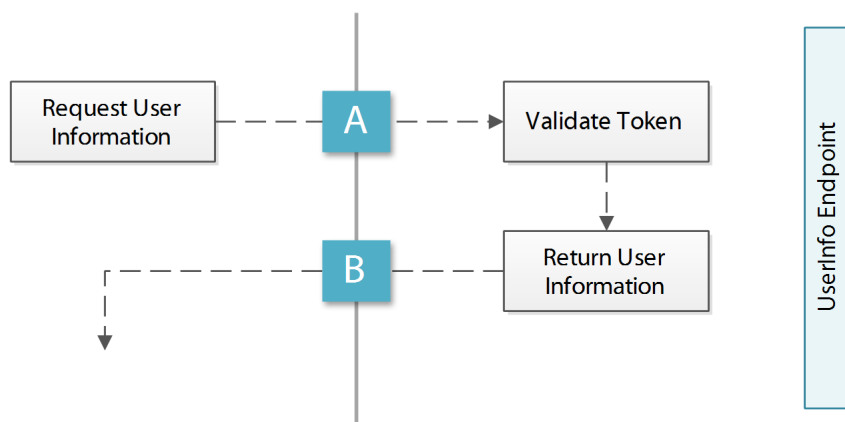 Request User
Information
A
Validate Token
B
Return User
Information
UserInfo Endpoint